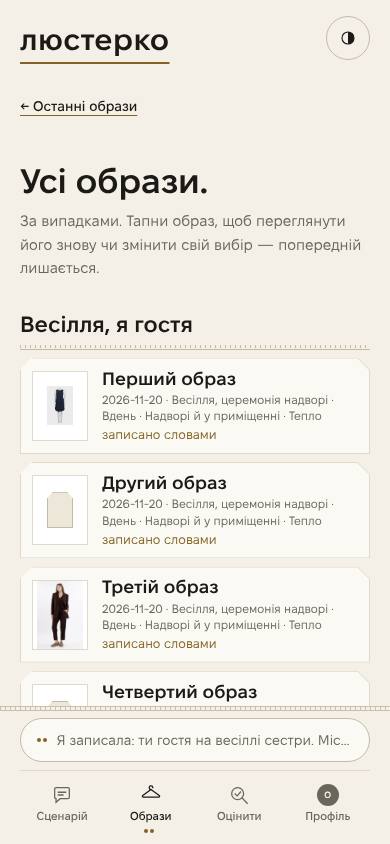 люстерко
← Останні образи
Усі образи.
За випадками. Тапни образ, щоб переглянути
його знову чи змінити свій вибір — попередній
лишається.
Весілля, я гостя
Перший образ
2026-11-20 · Весілля, церемонія надворі ·
Вдень · Надворі й у приміщенні · Тепло
записано словами
Другий образ
2026-11-20 · Весілля, церемонія надворі ·
Вдень · Надворі й у приміщенні · Тепло
записано словами
Третій образ
2026-11-20 · Весілля, церемонія надворі ·
Вдень · Надворі й у приміщенні · Тепло
записано словами
Четвертий образ
Я записала: ти гостя на весіллі сестри. Міс...
Сценарій
Образи
Оцінити
О
Профіль